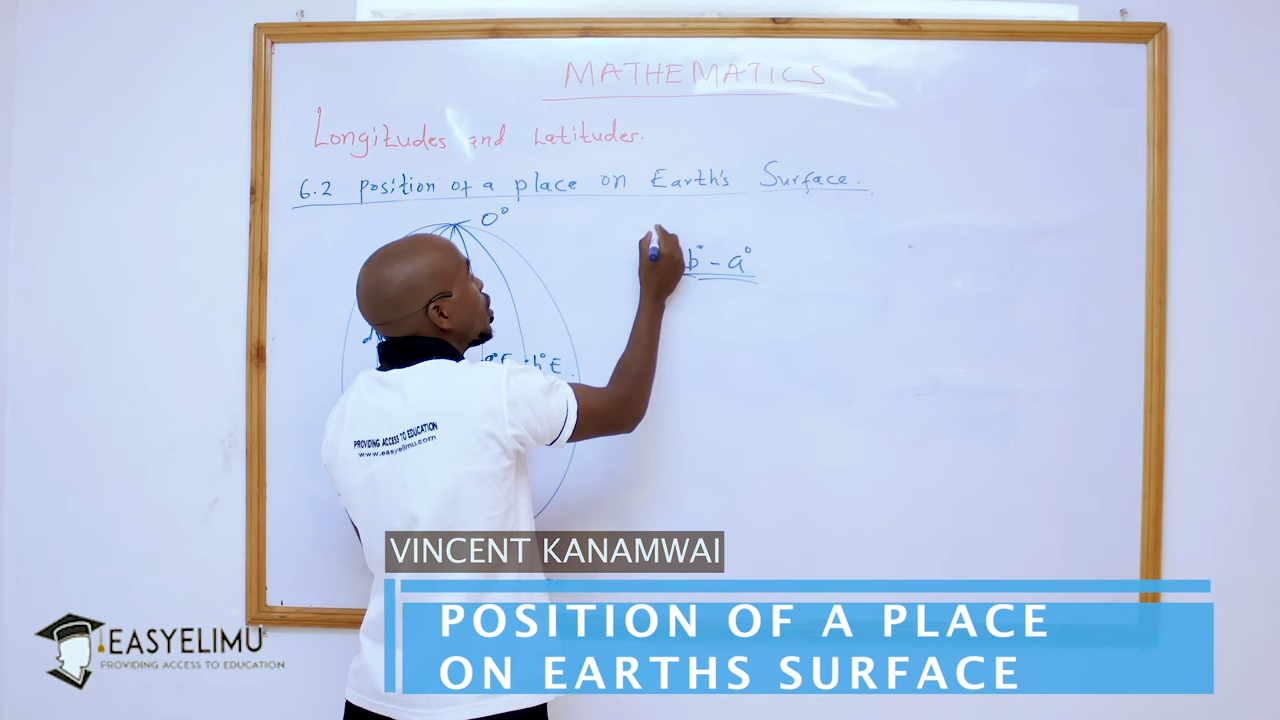 MATHEMATICS
Longitudes and Latitudes.
6.2 position of a place on Earth's Surface.
0°
b° - a°
a°E b°E
PROVIDING ACCESS TO EDUCATION
www.easyelimu.com
VINCENT KANAMWAI
POSITION OF A PLACE
ON EARTHS SURFACE
EASYELIMU
PROVIDING ACCESS TO EDUCATION